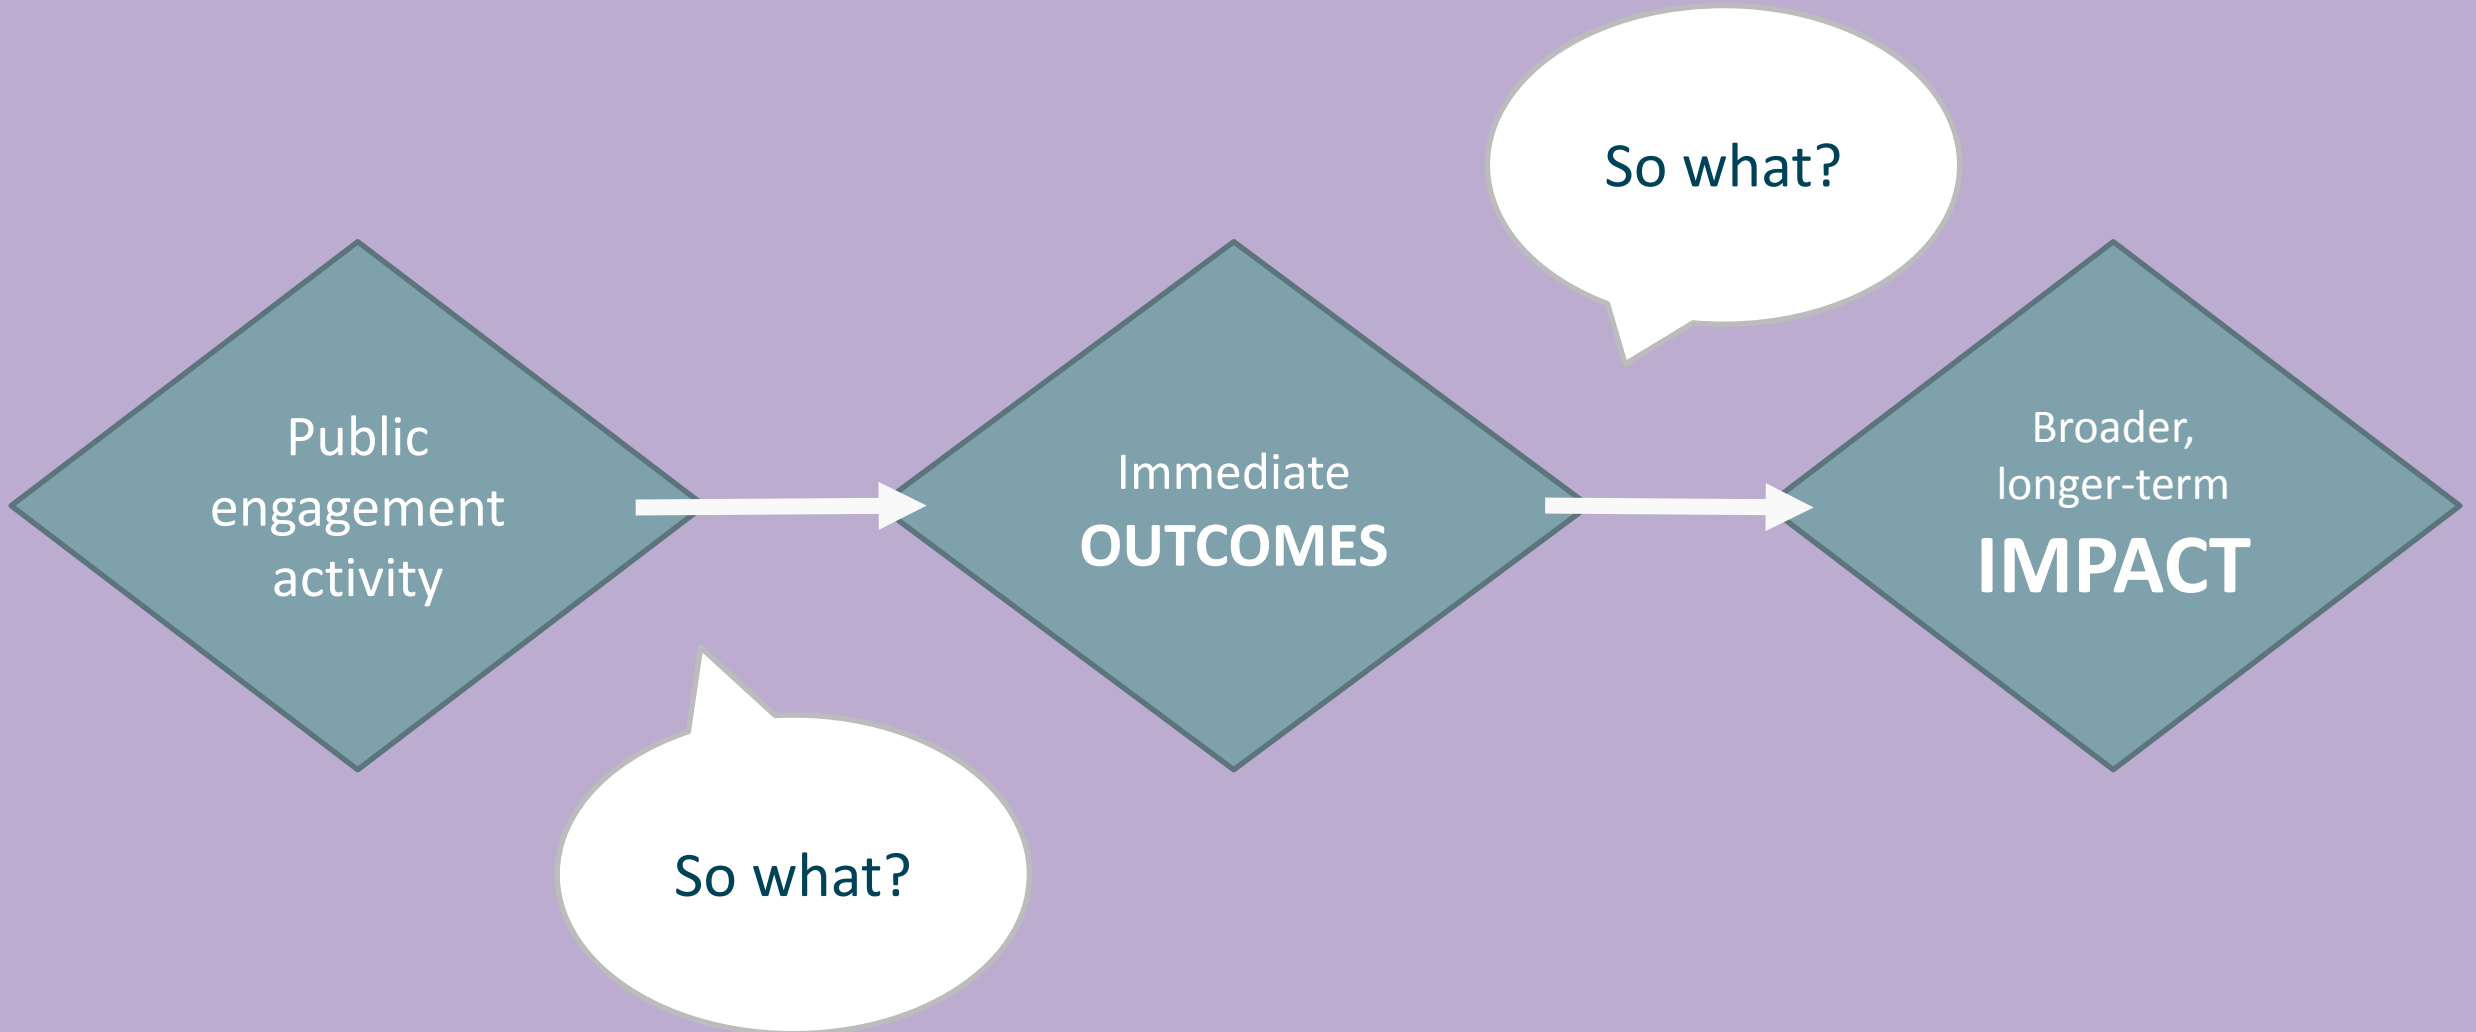 Public
engagement
activity
So what?
Immediate
OUTCOMES
So what?
Broader,
longer-term
IMPACT